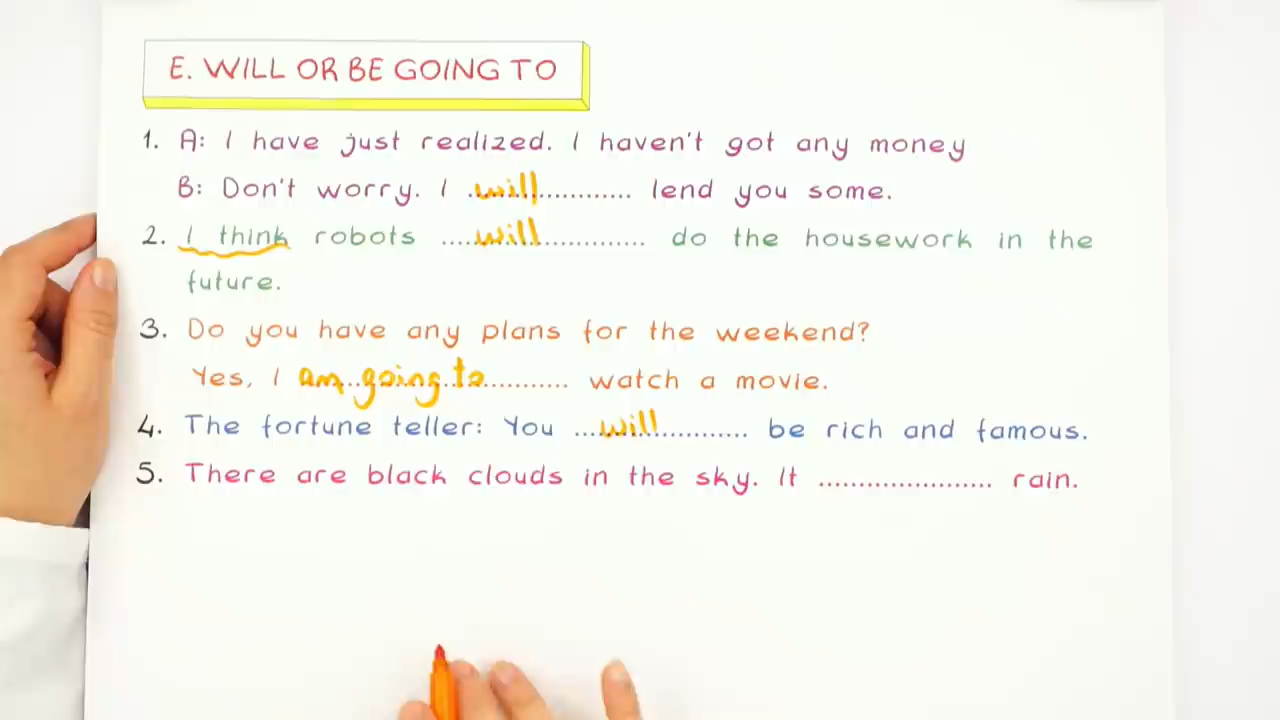 E. WILL OR BE GOING TO
1. A: I have just realized. I haven't got any money
B: Don't worry. I ..will............ lend you some.
2. I think robots ....will............. do the housework in the
future.
3. Do you have any plans for the weekend?
Yes, I am going to........... watch a movie.
4. The fortune teller: You ...will........... be rich and famous.
5. There are black clouds in the sky. It ...................... rain.